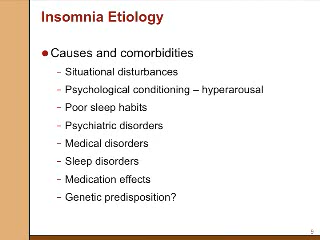 Insomnia Etiology
● Causes and comorbidities
– Situational disturbances
– Psychological conditioning – hyperarousal
– Poor sleep habits
– Psychiatric disorders
– Medical disorders
– Sleep disorders
– Medication effects
– Genetic predisposition?
5